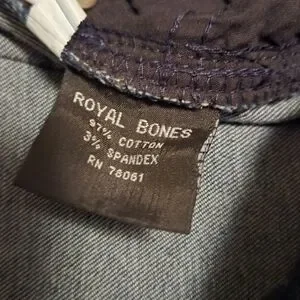 ROYAL BONES
97% COTTON
3% SPANDEX
RN 78061